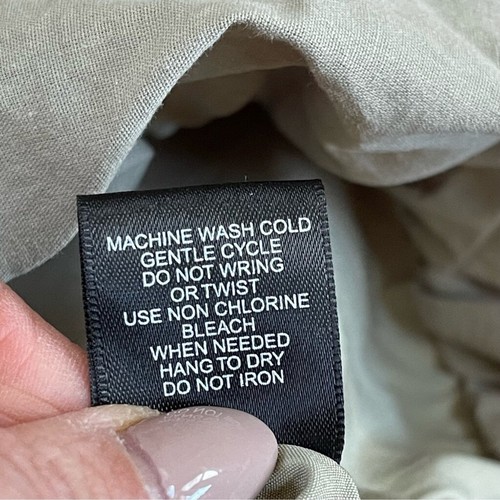 MACHINE WASH COLD
GENTLE CYCLE
DO NOT WRING
OR TWIST
USE NON CHLORINE
BLEACH
WHEN NEEDED
HANG TO DRY
DO NOT IRON